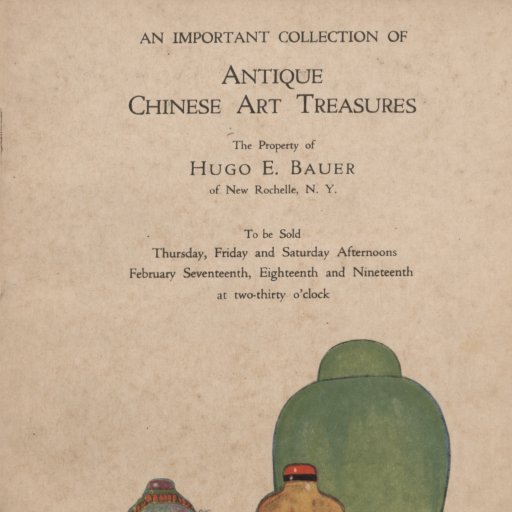 AN IMPORTANT COLLECTION OF
ANTIQUE
CHINESE ART TREASURES
The Property of
HUGO E. BAUER
of New Rochelle, N. Y.
To be Sold
Thursday, Friday and Saturday Afternoons
February Seventeenth, Eighteenth and Nineteenth
at two-thirty o'clock